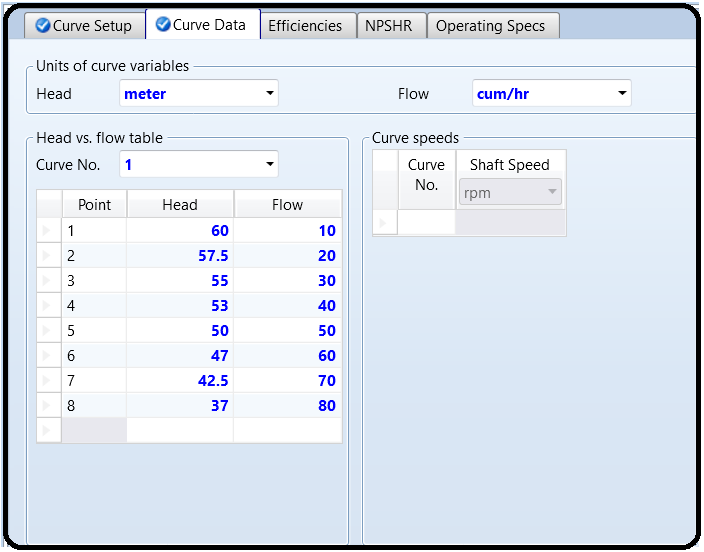 Curve Setup Curve Data Efficiencies NPSHR Operating Specs
Units of curve variables
Head meter Flow cum/hr
Head vs. flow table
Curve No. 1
Point Head Flow
1 60 10
2 57.5 20
3 55 30
4 53 40
5 50 50
6 47 60
7 42.5 70
8 37 80
Curve speeds
Curve No. Shaft Speed
rpm